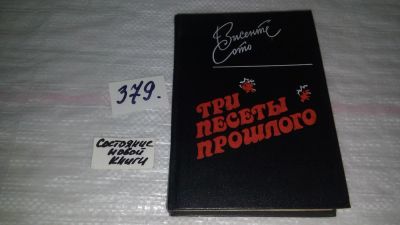 379.
Состояние
новой
книги
Висенте
Сото
ТРИ
ПЕСЕТЫ
ПРОШЛОГО